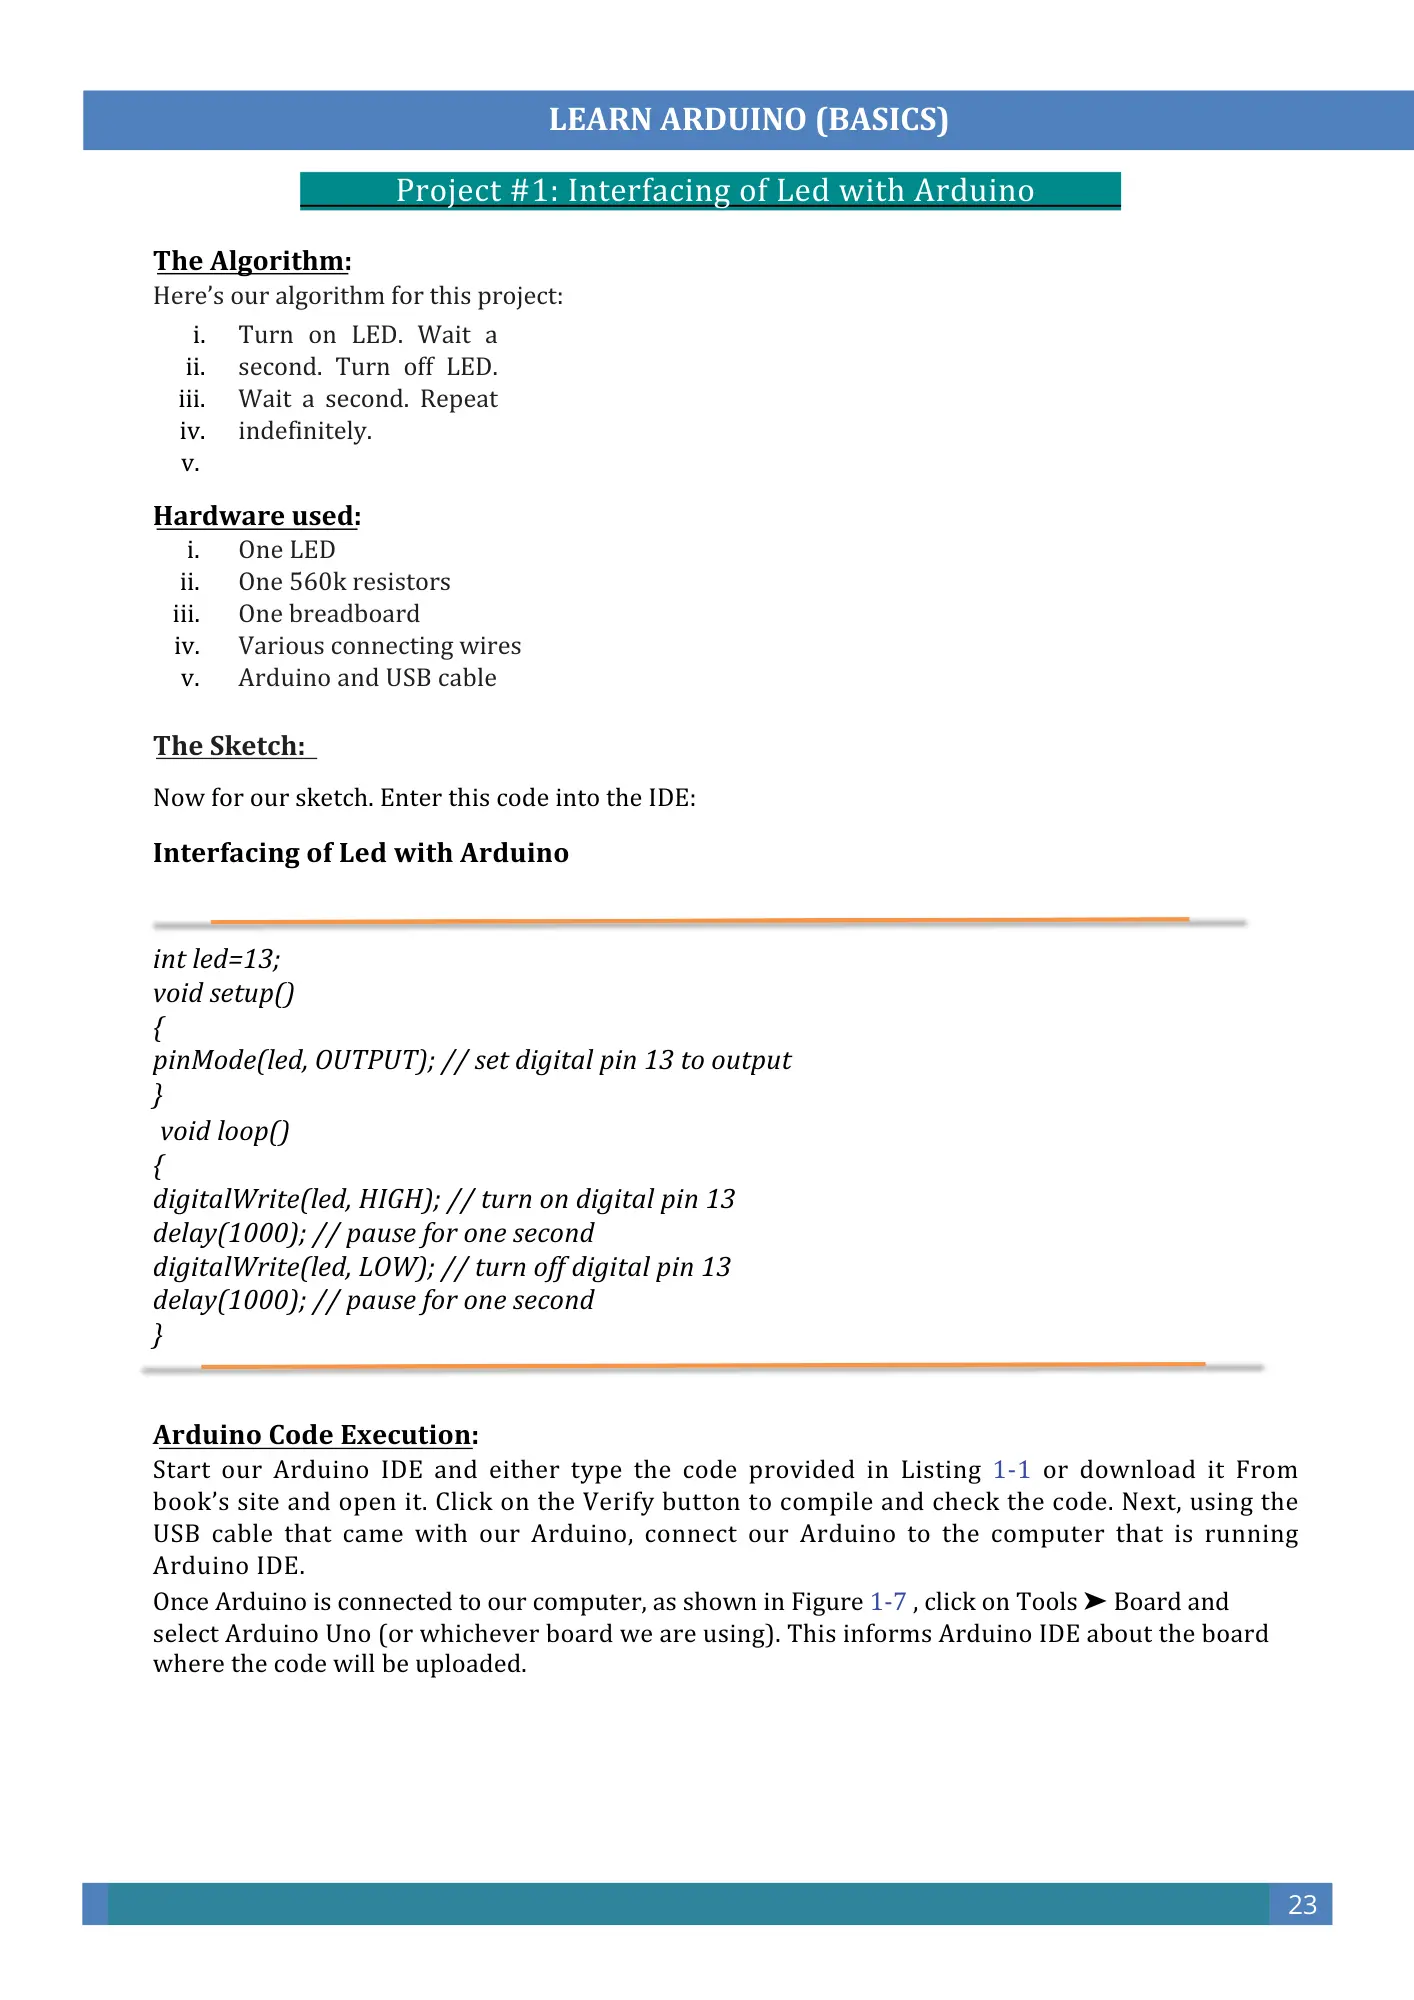 LEARN ARDUINO (BASICS)
Project #1: Interfacing of Led with Arduino
The Algorithm:
Here’s our algorithm for this project:
i. Turn on LED. Wait a
ii. second. Turn off LED.
iii. Wait a second. Repeat
iv. indefinitely.
v.
Hardware used:
i. One LED
ii. One 560k resistors
iii. One breadboard
iv. Various connecting wires
v. Arduino and USB cable
The Sketch:
Now for our sketch. Enter this code into the IDE:
Interfacing of Led with Arduino
int led=13;
void setup()
{
pinMode(led, OUTPUT); // set digital pin 13 to output
}
void loop()
{
digitalWrite(led, HIGH); // turn on digital pin 13
delay(1000); // pause for one second
digitalWrite(led, LOW); // turn off digital pin 13
delay(1000); // pause for one second
}
Arduino Code Execution:
Start our Arduino IDE and either type the code provided in Listing 1-1 or download it From
book’s site and open it. Click on the Verify button to compile and check the code. Next, using the
USB cable that came with our Arduino, connect our Arduino to the computer that is running
Arduino IDE.
Once Arduino is connected to our computer, as shown in Figure 1-7 , click on Tools ➤ Board and
select Arduino Uno (or whichever board we are using). This informs Arduino IDE about the board
where the code will be uploaded.
23